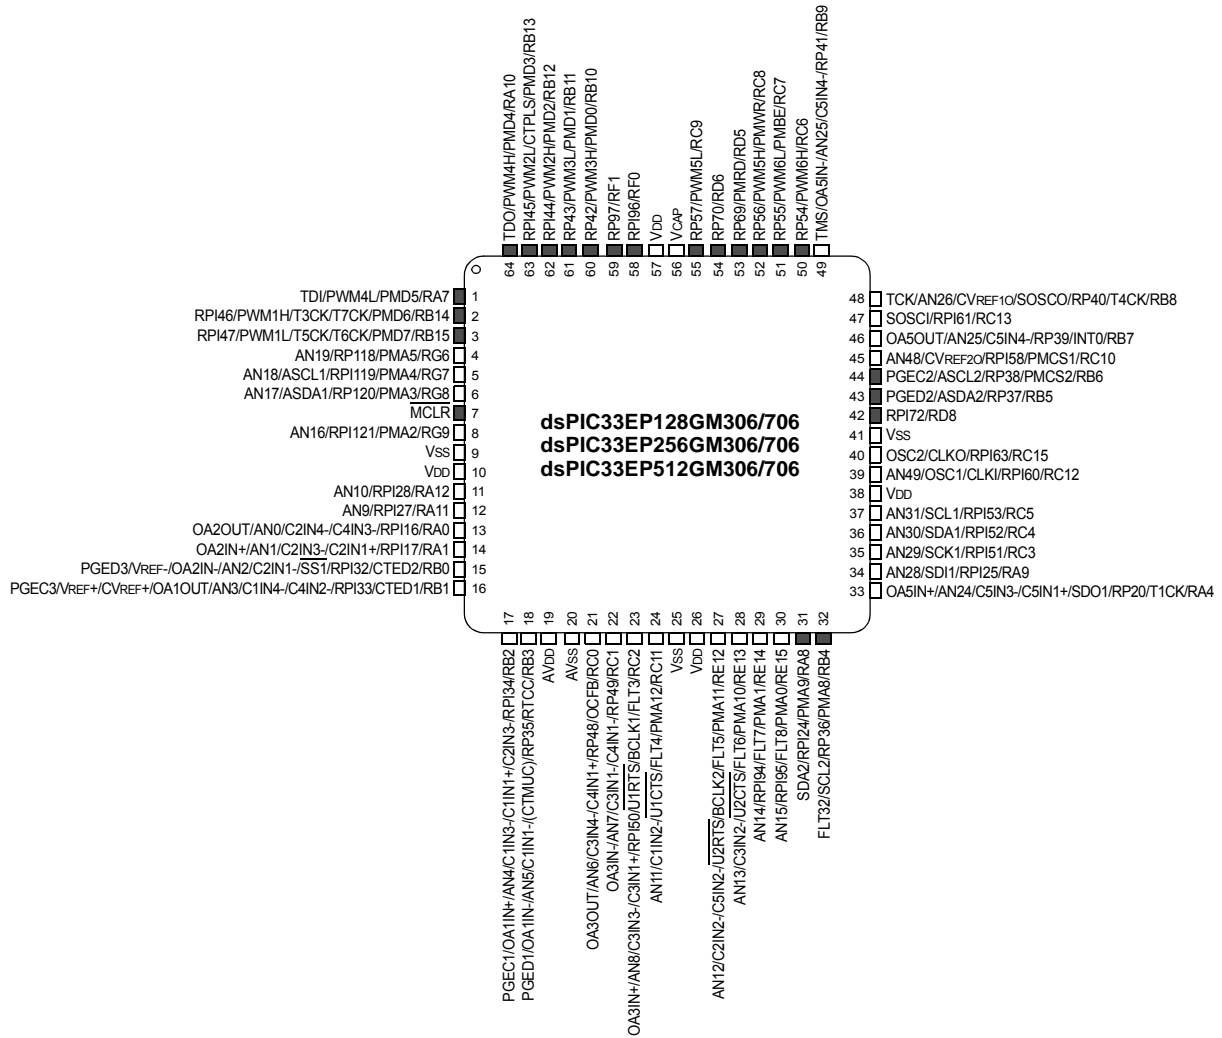 TDO/PWM4H/PMD4/RA10
RPI45/PWM2L/CTPLS/PMD3/RB13
RPI44/PWM2H/PMD2/RB12
RP43/PWM3L/PMD1/RB11
RP42/PWM3H/PMD0/RB10
RP97/RF1
RPI96/RF0
VDD
VCAP
RP57/PWM5L/RC9
RP70/RD6
RP69/PMRD/RD5
RP56/PWM5H/PMWR/RC8
RP55/PWM6L/PMBE/RC7
RP54/PWM6H/RC6
TMS/OA5IN-/AN25/C5IN4-/RP41/RB9
64 63 62 61 60 59 58 57 56 55 54 53 52 51 50 49
TDI/PWM4L/PMD5/RA7 1
RPI46/PWM1H/T3CK/T7CK/PMD6/RB14 2
RPI47/PWM1L/T5CK/T6CK/PMD7/RB15 3
AN19/RP118/PMA5/RG6 4
AN18/ASCL1/RPI119/PMA4/RG7 5
AN17/ASDA1/RP120/PMA3/RG8 6
MCLR 7
AN16/RPI121/PMA2/RG9 8
VSS 9
VDD 10
AN10/RPI28/RA12 11
AN9/RPI27/RA11 12
OA2OUT/AN0/C2IN4-/C4IN3-/RPI16/RA0 13
OA2IN+/AN1/C2IN3-/C2IN1+/RPI17/RA1 14
PGED3/VREF-/OA2IN-/AN2/C2IN1-/SS1/RPI32/CTED2/RB0 15
PGEC3/VREF+/CVREF+/OA1OUT/AN3/C1IN4-/C4IN2-/RPI33/CTED1/RB1 16
dsPIC33EP128GM306/706
dsPIC33EP256GM306/706
dsPIC33EP512GM306/706
48 TCK/AN26/CVREF1O/SOSCO/RP40/T4CK/RB8
47 SOSCI/RPI61/RC13
46 OA5OUT/AN25/C5IN4-/RP39/INT0/RB7
45 AN48/CVREF2O/RPI58/PMCS1/RC10
44 PGEC2/ASCL2/RP38/PMCS2/RB6
43 PGED2/ASDA2/RP37/RB5
42 RPI72/RD8
41 VSS
40 OSC2/CLKO/RPI63/RC15
39 AN49/OSC1/CLKI/RPI60/RC12
38 VDD
37 AN31/SCL1/RPI53/RC5
36 AN30/SDA1/RPI52/RC4
35 AN29/SCK1/RPI51/RC3
34 AN28/SDI1/RPI25/RA9
33 OA5IN+/AN24/C5IN3-/C5IN1+/SDO1/RP20/T1CK/RA4
17 18 19 20 21 22 23 24 25 26 27 28 29 30 31 32
PGEC1/OA1IN+/AN4/C1IN3-/C1IN1+/C2IN3-/RPI34/RB2
PGED1/OA1IN-/AN5/C1IN1-/(CTMUC)/RP35/RTCC/RB3
AVDD
AVSS
OA3OUT/AN6/C3IN4-/C4IN1+/RP48/OCFB/RC0
OA3IN-/AN7/C3IN1-/C4IN1-/RP49/RC1
OA3IN+/AN8/C3IN3-/C3IN1+/RPI50/U1RTS/BCLK1/FLT3/RC2
AN11/C1IN2-/U1CTS/FLT4/PMA12/RC11
VSS
VDD
AN12/C2IN2-/C5IN2-/U2RTS/BCLK2/FLT5/PMA11/RE12
AN13/C3IN2-/U2CTS/FLT6/PMA10/RE13
AN14/RPI94/FLT7/PMA1/RE14
AN15/RPI95/FLT8/PMA0/RE15
SDA2/RPI24/PMA9/RA8
FLT32/SCL2/RP36/PMA8/RB4